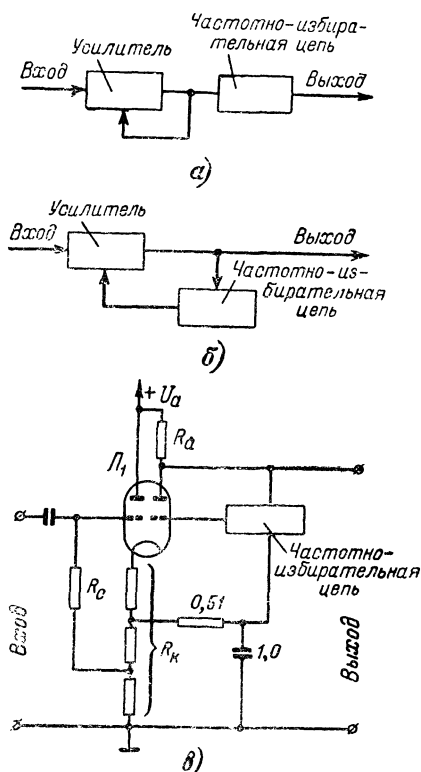 Усилитель
Частотно-избира-
тельная цепь
Вход
Выход
а)
Усилитель
Вход
Выход
Частотно-из-
бирательная
цепь
б)
+ Uа
Rа
Л1
Rс
Частотно-
избирательная
цепь
0,51
Rк
1,0
Вход
Выход
в)